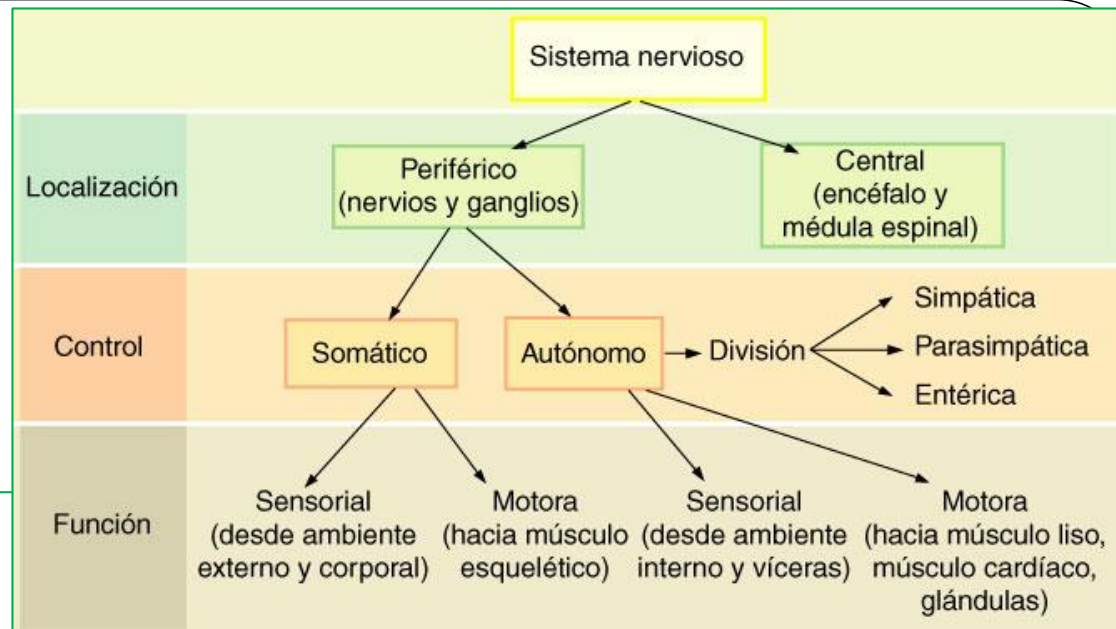 Sistema nervioso
Localización
Periférico
(nervios y ganglios)
Central
(encéfalo y
médula espinal)
Control
Somático
Autónomo
División
Simpática
Parasimpática
Entérica
Función
Sensorial
(desde ambiente
externo y corporal)
Motora
(hacia músculo
esquelético)
Sensorial
(desde ambiente
interno y víceras)
Motora
(hacia músculo liso,
músculo cardíaco,
glándulas)